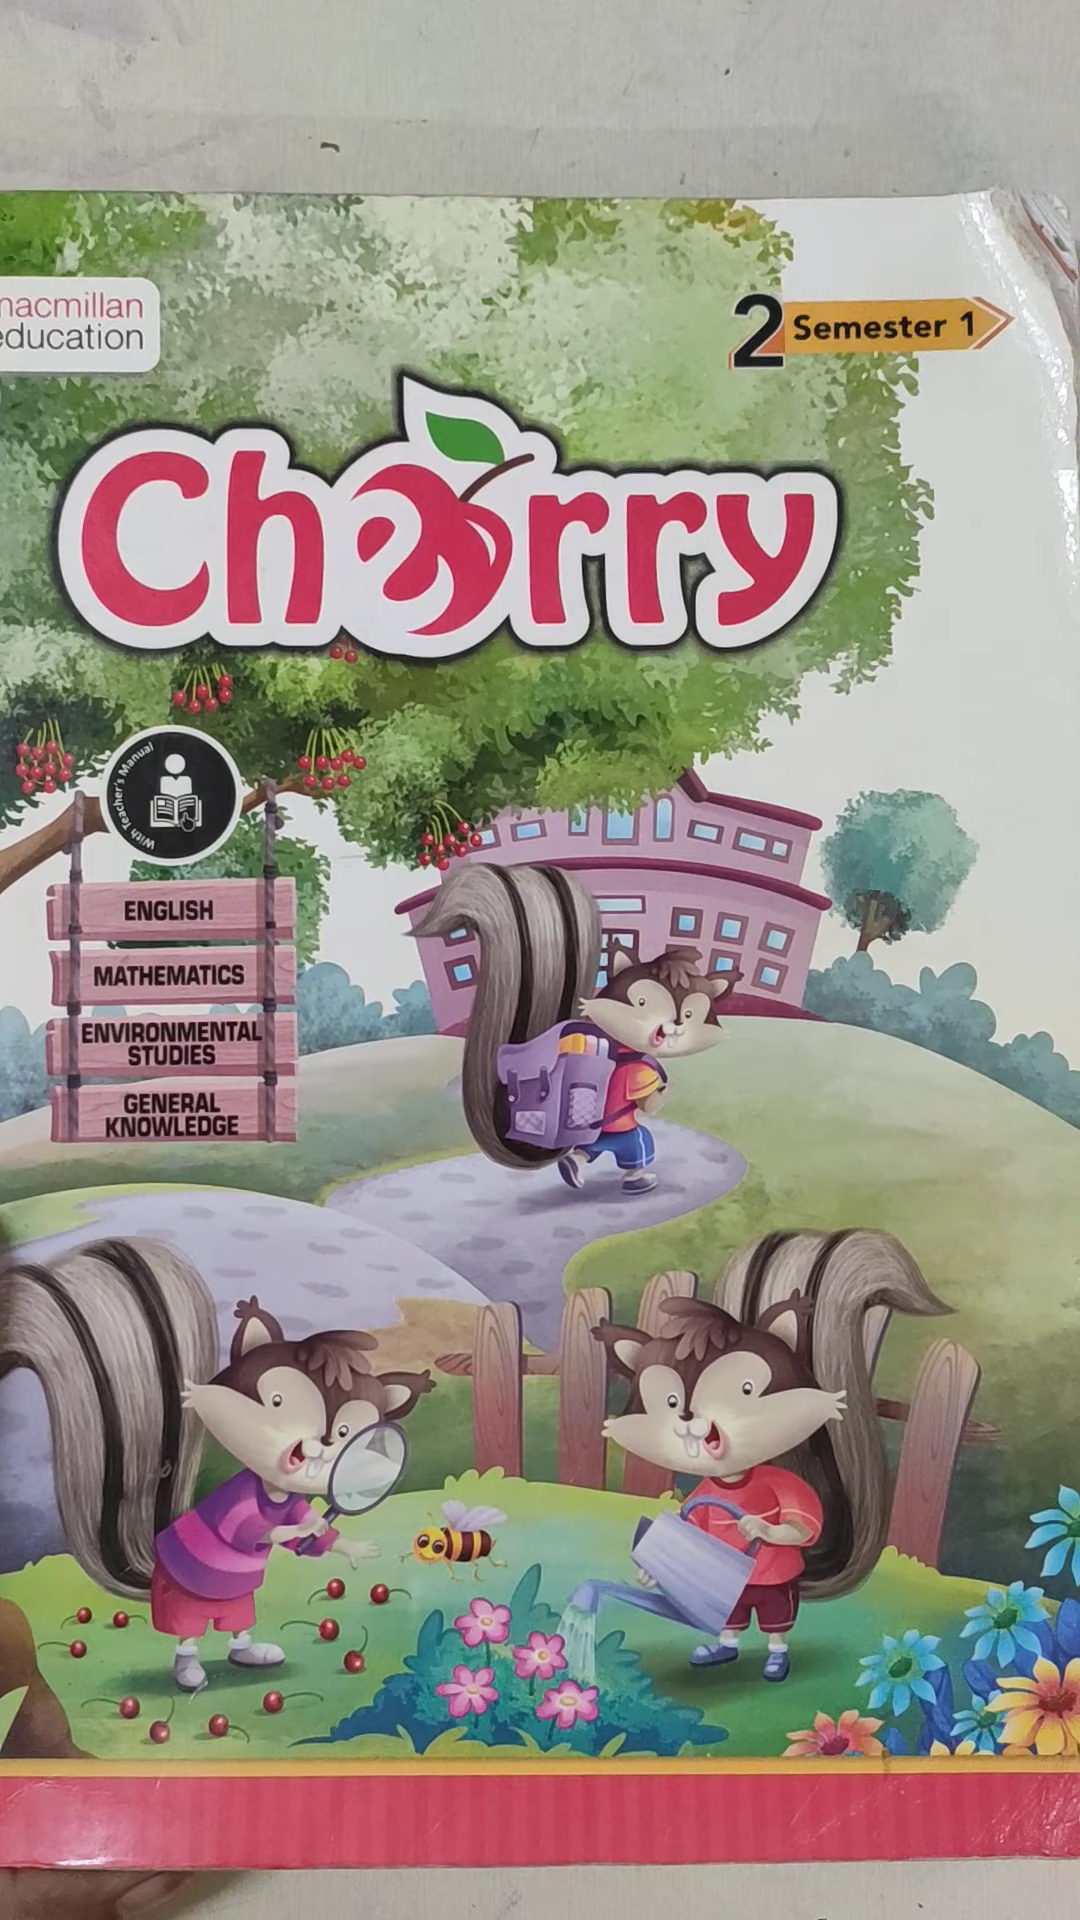 macmillan
education
2 Semester 1
Cherry
With Teacher's Manual
ENGLISH
MATHEMATICS
ENVIRONMENTAL
STUDIES
GENERAL
KNOWLEDGE